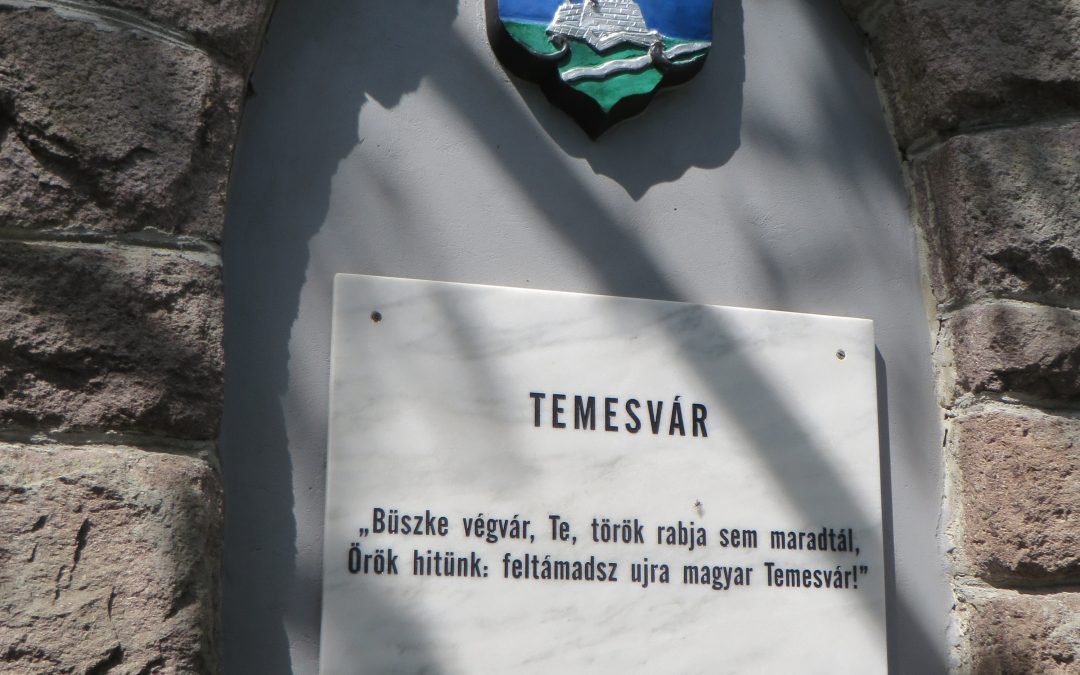 TEMESVÁR
„Büszke végvár, Te, török rabja sem maradtál,
Örök hitünk: feltámadsz ujra magyar Temesvár!”